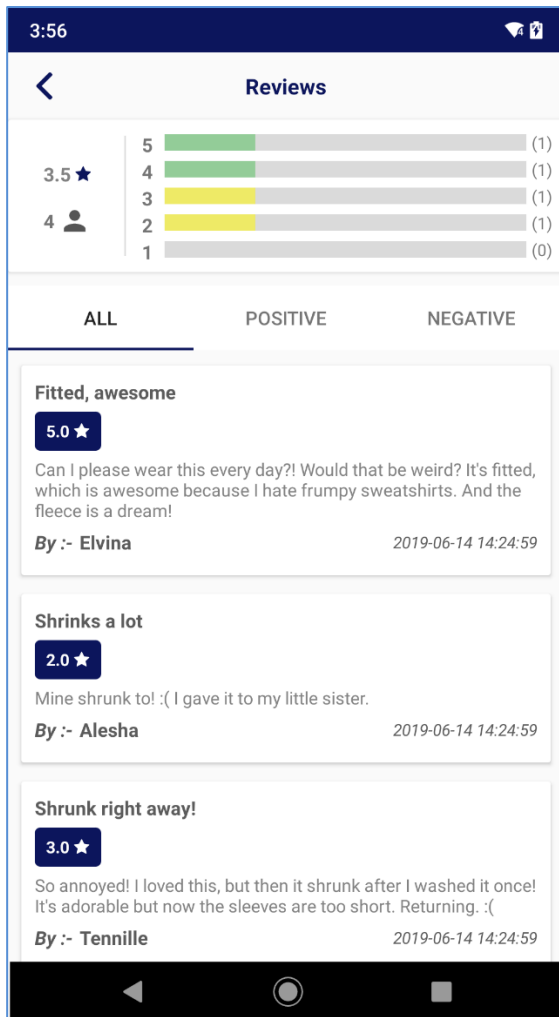 3:56
Reviews
3.5
4
5 (1)
4 (1)
3 (1)
2 (1)
1 (0)
ALL POSITIVE NEGATIVE
Fitted, awesome
5.0
Can I please wear this every day?! Would that be weird? It's fitted,
which is awesome because I hate frumpy sweatshirts. And the
fleece is a dream!
By :- Elvina 2019-06-14 14:24:59
Shrinks a lot
2.0
Mine shrunk to! :( I gave it to my little sister.
By :- Alesha 2019-06-14 14:24:59
Shrunk right away!
3.0
So annoyed! I loved this, but then it shrunk after I washed it once!
It's adorable but now the sleeves are too short. Returning. :(
By :- Tennille 2019-06-14 14:24:59